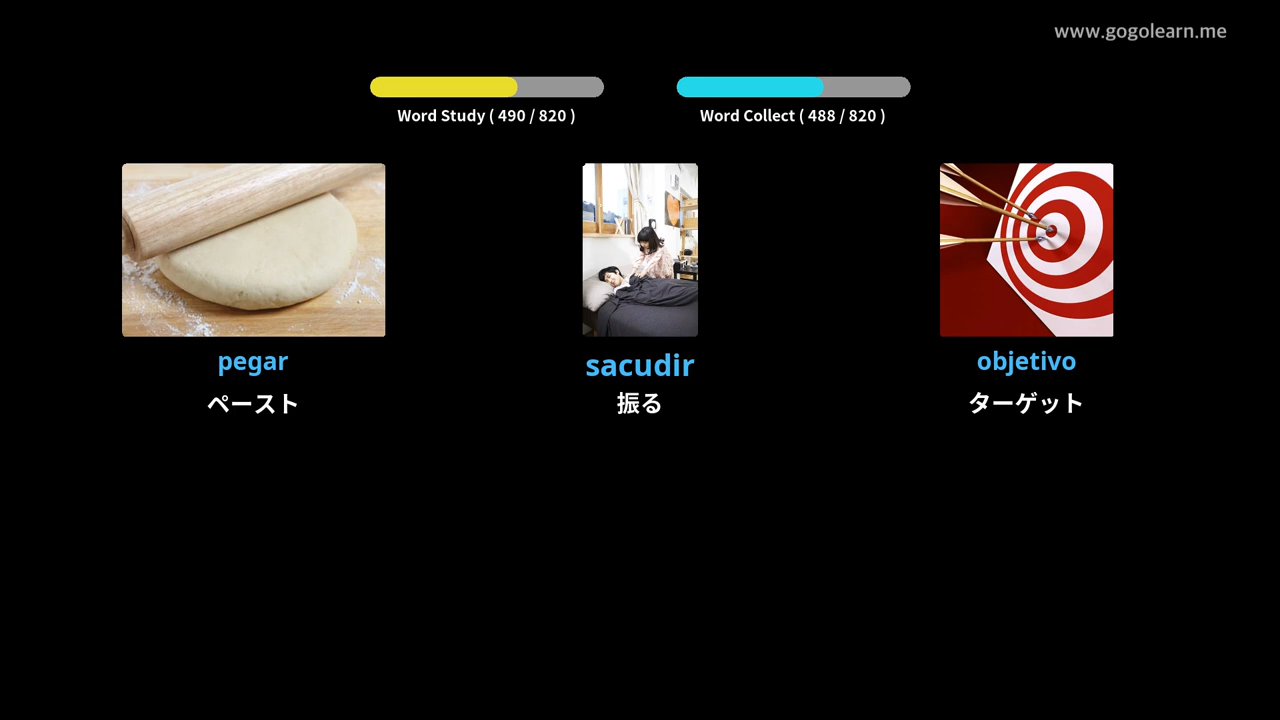 www.gogolearn.me
Word Study ( 490 / 820 )
Word Collect ( 488 / 820 )
pegar
ペースト
sacudir
振る
objetivo
ターゲット